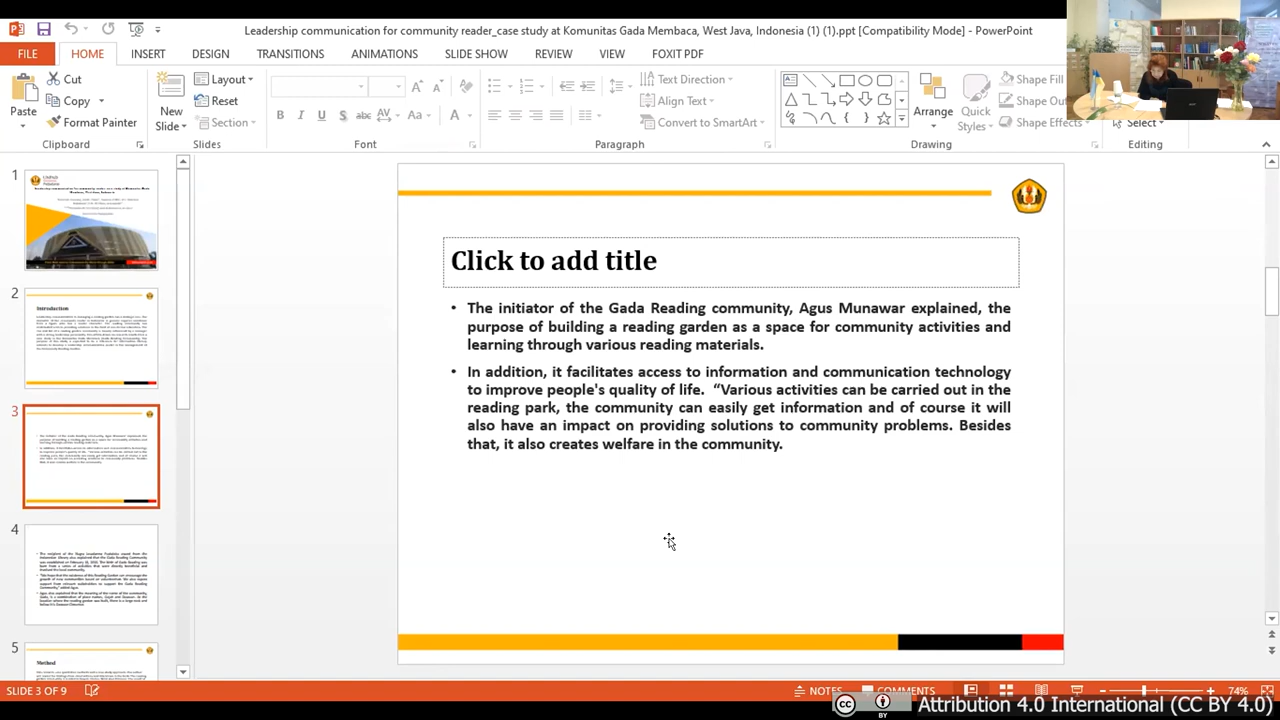 Leadership communication for community reader_case study at Komunitas Gada Membaca, West Java, Indonesia (1) (1).ppt [Compatibility Mode] - PowerPoint
FILE HOME INSERT DESIGN TRANSITIONS ANIMATIONS SLIDE SHOW REVIEW VIEW FOXIT PDF
Paste
Cut
Copy
Format Painter
Clipboard
New Slide
Layout
Reset
Section
Slides
Font
Text Direction
Align Text
Convert to SmartArt
Paragraph
Arrange
Quick Styles
Shape Fill
Shape Effects
Drawing
Select
Editing
1
2
Introduction
3
4
5
Method
Click to add title
• The initiator of the Gada Reading community, Agus Munawar explained, the
purpose of building a reading garden as a space for community activities and
learning through various reading materials.
• In addition, it facilitates access to information and communication technology
to improve people's quality of life. “Various activities can be carried out in the
reading park, the community can easily get information and of course it will
also have an impact on providing solutions to community problems. Besides
that, it also creates welfare in the community.
SLIDE 3 OF 9
NOTES
COMMENTS
74%
cc BY Attribution 4.0 International (CC BY 4.0)